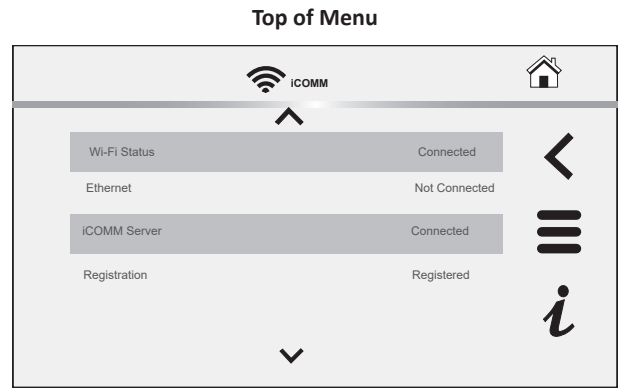 Top of Menu
iCOMM
Wi-Fi Status Connected
Ethernet Not Connected
iCOMM Server Connected
Registration Registered
i